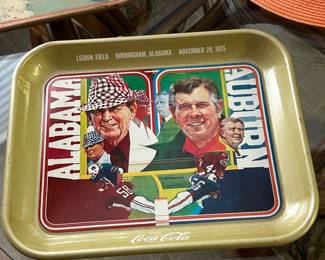 LEGION FIELD BIRMINGHAM, ALABAMA NOVEMBER 29, 1975
ALABAMA
AUBURN
Coca-Cola